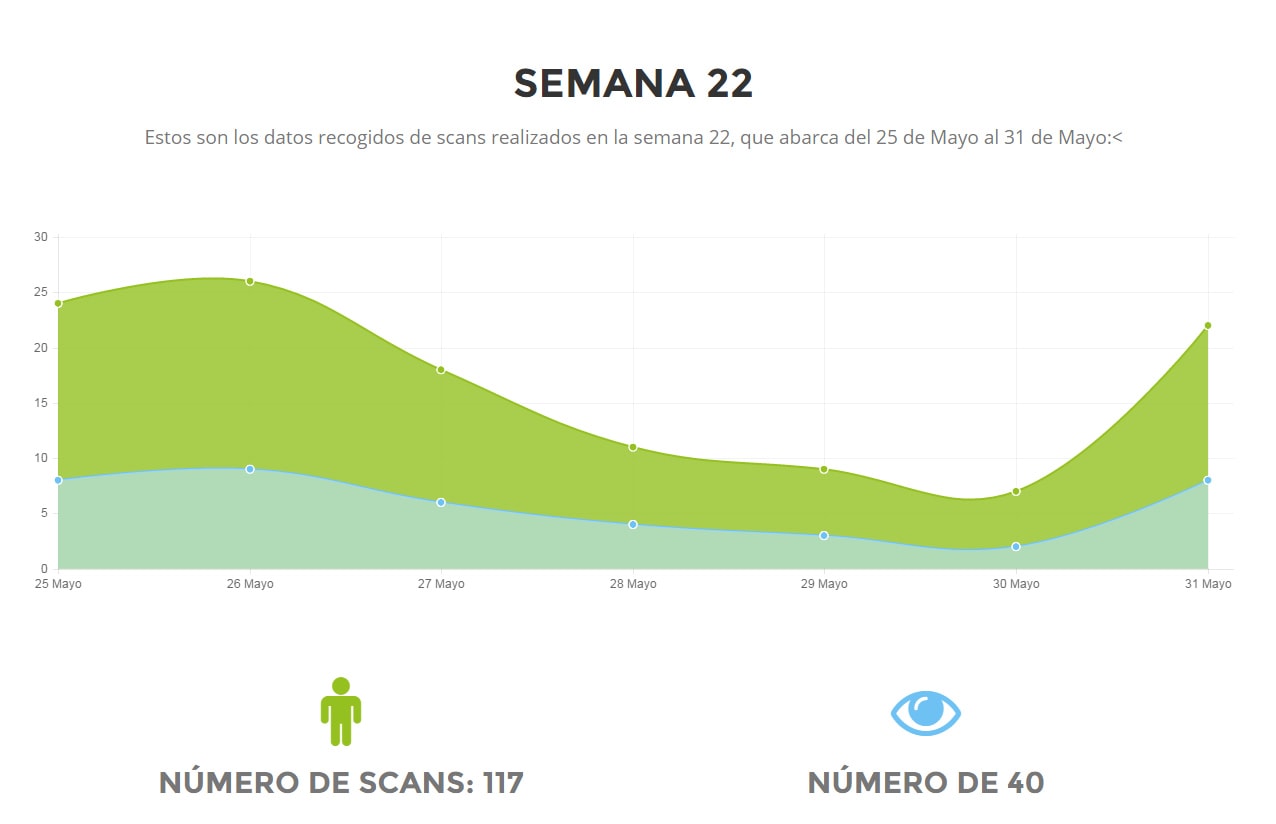 SEMANA 22
Estos son los datos recogidos de scans realizados en la semana 22, que abarca del 25 de Mayo al 31 de Mayo:<
30
25
20
15
10
5
0
25 Mayo 26 Mayo 27 Mayo 28 Mayo 29 Mayo 30 Mayo 31 Mayo
NÚMERO DE SCANS: 117 NÚMERO DE 40